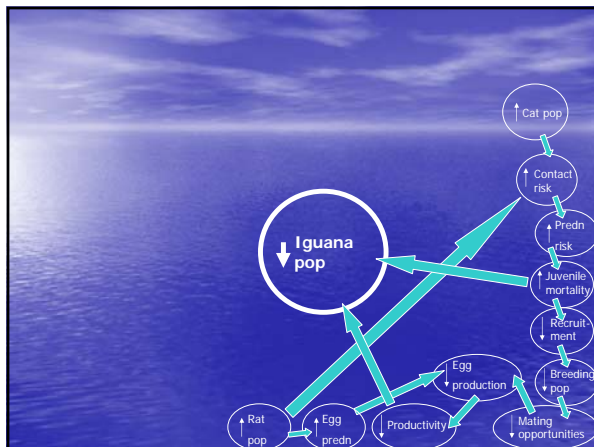 ↑ Cat pop
↑ Contact
risk
↑ Predn
risk
↑ Juvenile
mortality
↓ Recruit-
ment
↓ Breeding
pop
↓ Mating
opportunities
↓ Egg
production
↓ Productivity
↑ Egg
predn
↑ Rat
pop
↓ Iguana
pop